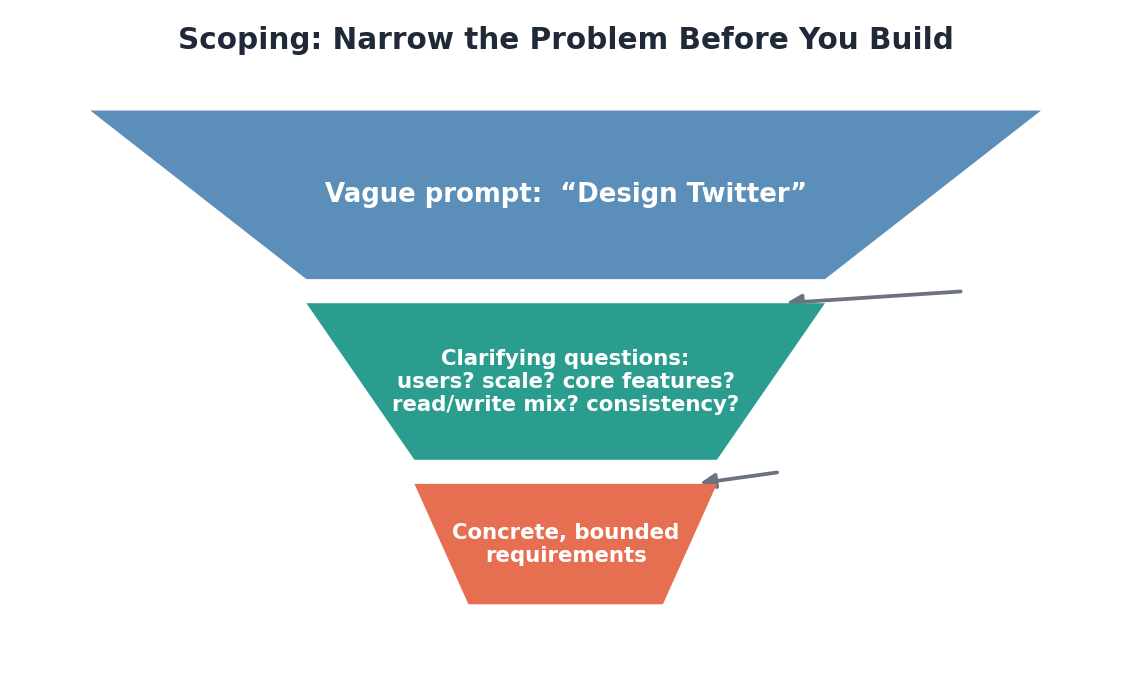 Scoping: Narrow the Problem Before You Build
Vague prompt:  “Design Twitter”
Clarifying questions:
users? scale? core features?
read/write mix? consistency?
Concrete, bounded
requirements